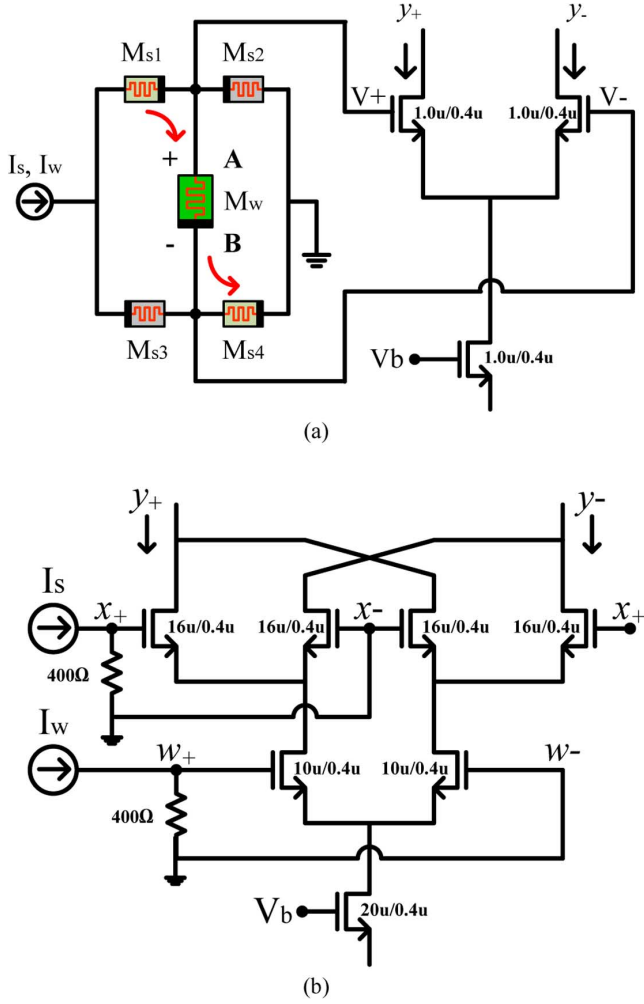 y+ y-
Ms1 Ms2
V+ 1.0u/0.4u 1.0u/0.4u V-
Is, Iw
+ A
Mw
- B
Ms3 Ms4
Vb 1.0u/0.4u
(a)
y+ y-
Is
x+ 16u/0.4u 16u/0.4u x- 16u/0.4u 16u/0.4u x+
400Ω
Iw
w+ 10u/0.4u 10u/0.4u w-
400Ω
Vb 20u/0.4u
(b)